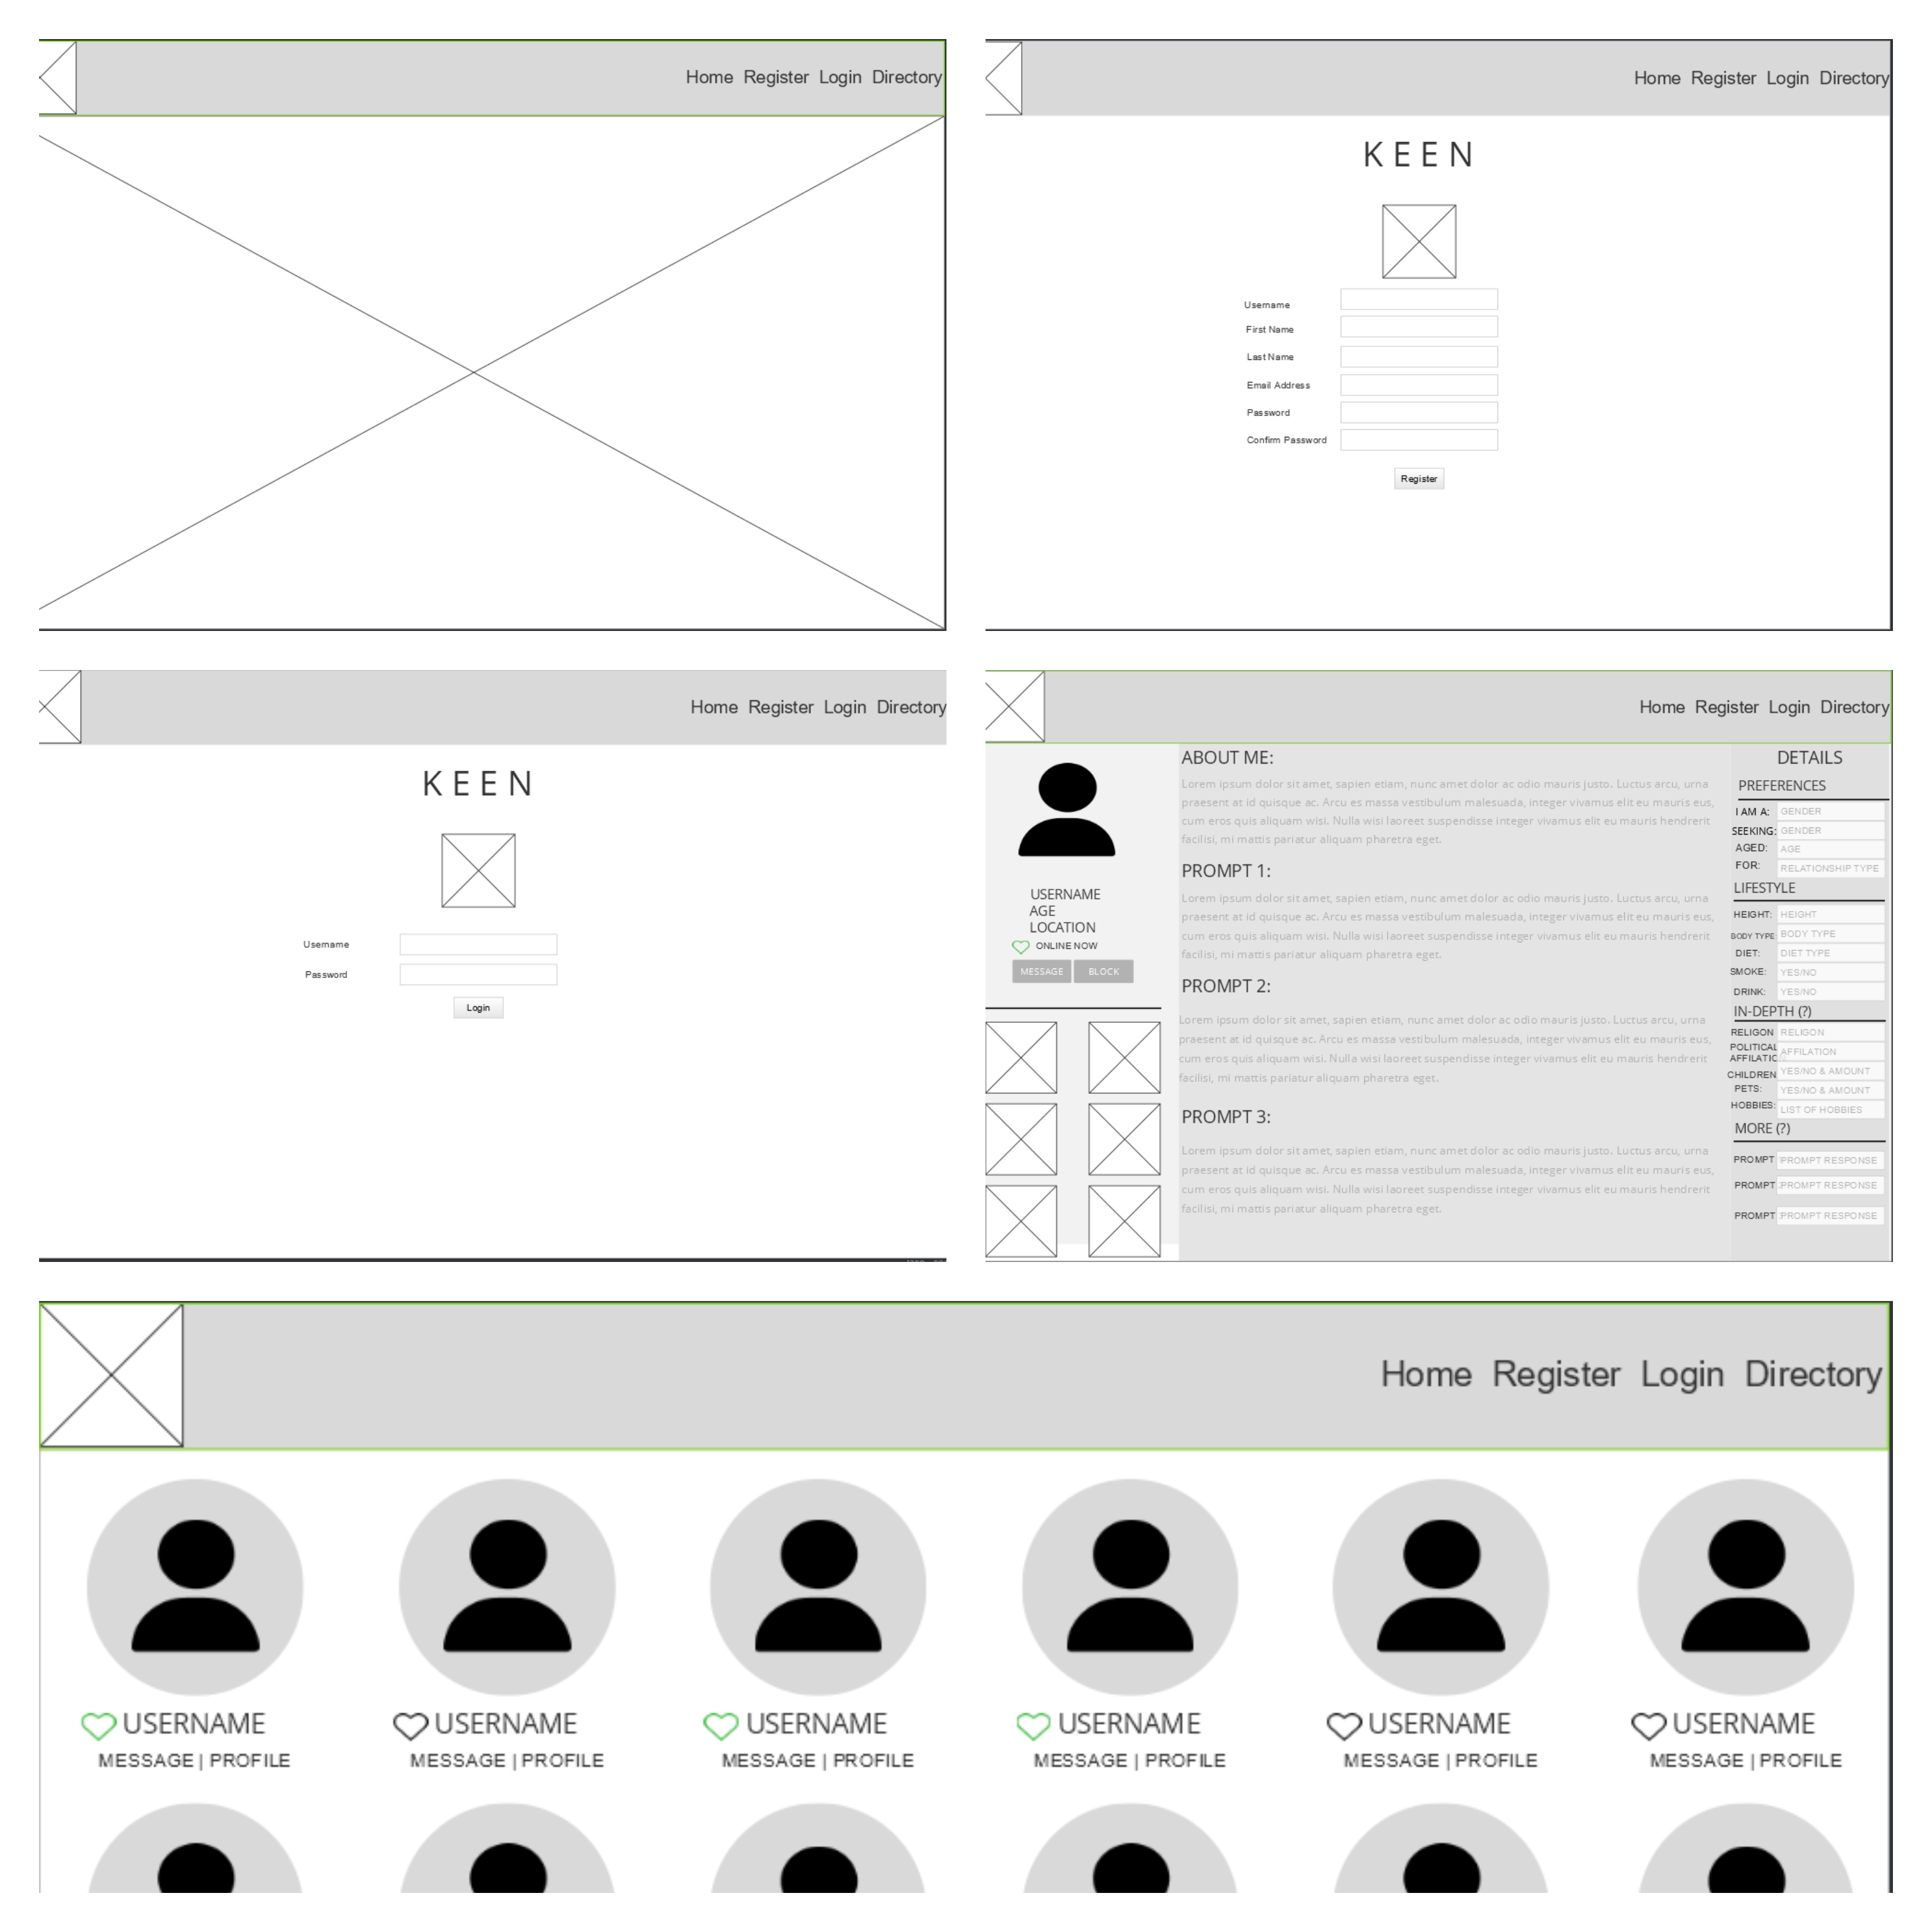 Home Register Login Directory
Home Register Login Directory
KEEN
Username
First Name
Last Name
Email Address
Password
Confirm Password
Register
Home Register Login Directory
KEEN
Username
Password
Login
Home Register Login Directory
USERNAME
AGE
LOCATION
ONLINE NOW
MESSAGE BLOCK
ABOUT ME:
Lorem ipsum dolor sit amet, sapien etiam, nunc amet dolor ac odio mauris justo. Luctus arcu, urna
praesent at id quisque ac. Arcu es massa vestibulum malesuada, integer vivamus elit eu mauris eus,
cum eros quis aliquam wisi. Nulla wisi laoreet suspendisse integer vivamus elit eu mauris hendrerit
facilisi, mi mattis pariatur aliquam pharetra eget.
PROMPT 1:
Lorem ipsum dolor sit amet, sapien etiam, nunc amet dolor ac odio mauris justo. Luctus arcu, urna
praesent at id quisque ac. Arcu es massa vestibulum malesuada, integer vivamus elit eu mauris eus,
cum eros quis aliquam wisi. Nulla wisi laoreet suspendisse integer vivamus elit eu mauris hendrerit
facilisi, mi mattis pariatur aliquam pharetra eget.
PROMPT 2:
Lorem ipsum dolor sit amet, sapien etiam, nunc amet dolor ac odio mauris justo. Luctus arcu, urna
praesent at id quisque ac. Arcu es massa vestibulum malesuada, integer vivamus elit eu mauris eus,
cum eros quis aliquam wisi. Nulla wisi laoreet suspendisse integer vivamus elit eu mauris hendrerit
facilisi, mi mattis pariatur aliquam pharetra eget.
PROMPT 3:
Lorem ipsum dolor sit amet, sapien etiam, nunc amet dolor ac odio mauris justo. Luctus arcu, urna
praesent at id quisque ac. Arcu es massa vestibulum malesuada, integer vivamus elit eu mauris eus,
cum eros quis aliquam wisi. Nulla wisi laoreet suspendisse integer vivamus elit eu mauris hendrerit
facilisi, mi mattis pariatur aliquam pharetra eget.
DETAILS
PREFERENCES
I AM A: GENDER
SEEKING: GENDER
AGED: AGE
FOR: RELATIONSHIP TYPE
LIFESTYLE
HEIGHT: HEIGHT
BODY TYPE BODY TYPE
DIET: DIET TYPE
SMOKE: YES/NO
DRINK: YES/NO
IN-DEPTH (?)
RELIGON RELIGON
POLITICAL
AFFILATIO AFFILATION
CHILDREN YES/NO & AMOUNT
PETS: YES/NO & AMOUNT
HOBBIES: LIST OF HOBBIES
MORE (?)
PROMPT PROMPT RESPONSE
PROMPT PROMPT RESPONSE
PROMPT PROMPT RESPONSE
Home Register Login Directory
USERNAME USERNAME USERNAME USERNAME USERNAME USERNAME
MESSAGE | PROFILE MESSAGE | PROFILE MESSAGE | PROFILE MESSAGE | PROFILE MESSAGE | PROFILE MESSAGE | PROFILE